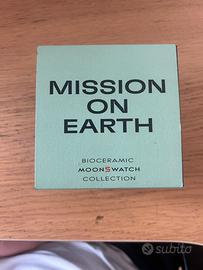 MISSION
ON
EARTH
BIOCERAMIC
MOONSWATCH
COLLECTION
subito